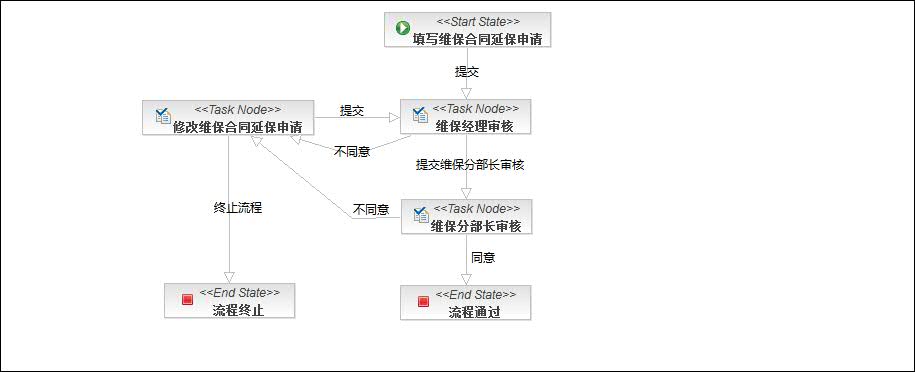 <<Start State>>
填写维保合同延保申请
提交
<<Task Node>>
修改维保合同延保申请
提交
<<Task Node>>
维保经理审核
不同意
提交维保分部长审核
终止流程
不同意
<<Task Node>>
维保分部长审核
同意
<<End State>>
流程终止
<<End State>>
流程通过